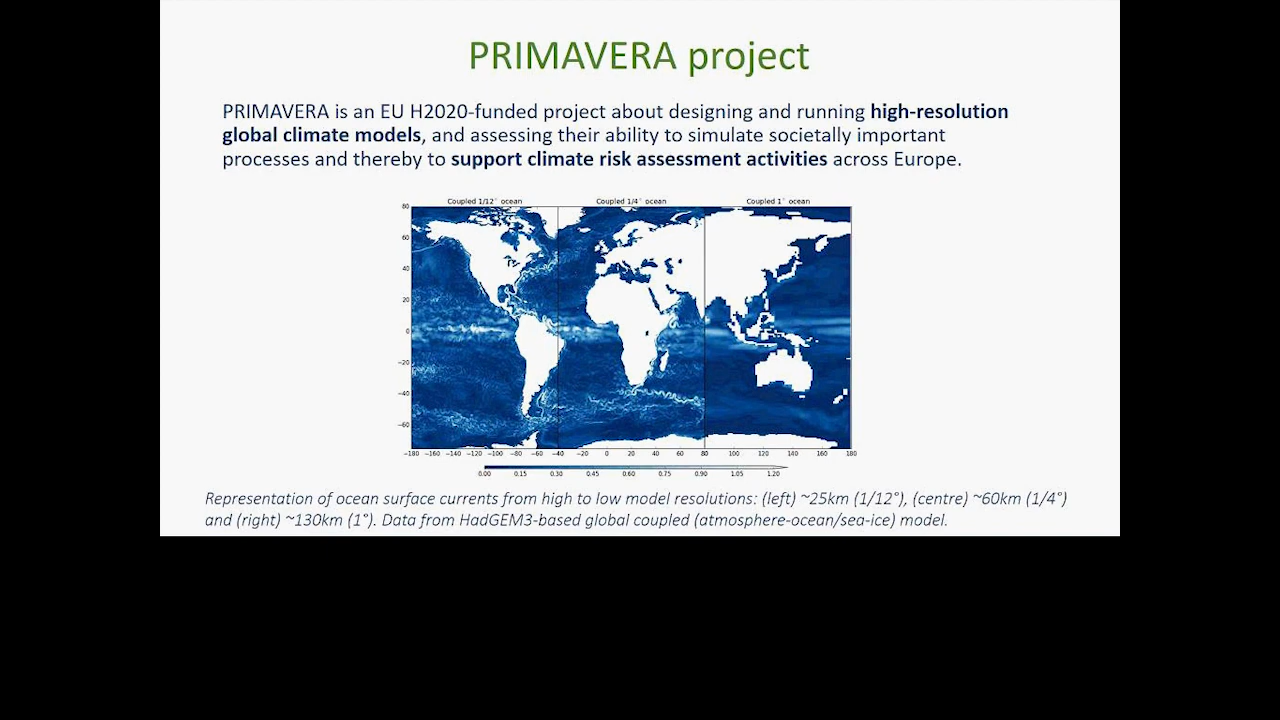 PRIMAVERA project
PRIMAVERA is an EU H2020-funded project about designing and running high-resolution
global climate models, and assessing their ability to simulate societally important
processes and thereby to support climate risk assessment activities across Europe.
Coupled 1/12° ocean Coupled 1/4° ocean Coupled 1° ocean
80
60
40
20
0
−20
−40
−60
−180 −160 −140 −120 −100 −80 −60 −40 −20 0 20 40 60 80 100 120 140 160 180
0.00 0.15 0.30 0.45 0.60 0.75 0.90 1.05 1.20
Representation of ocean surface currents from high to low model resolutions: (left) ~25km (1/12°), (centre) ~60km (1/4°)
and (right) ~130km (1°). Data from HadGEM3-based global coupled (atmosphere-ocean/sea-ice) model.